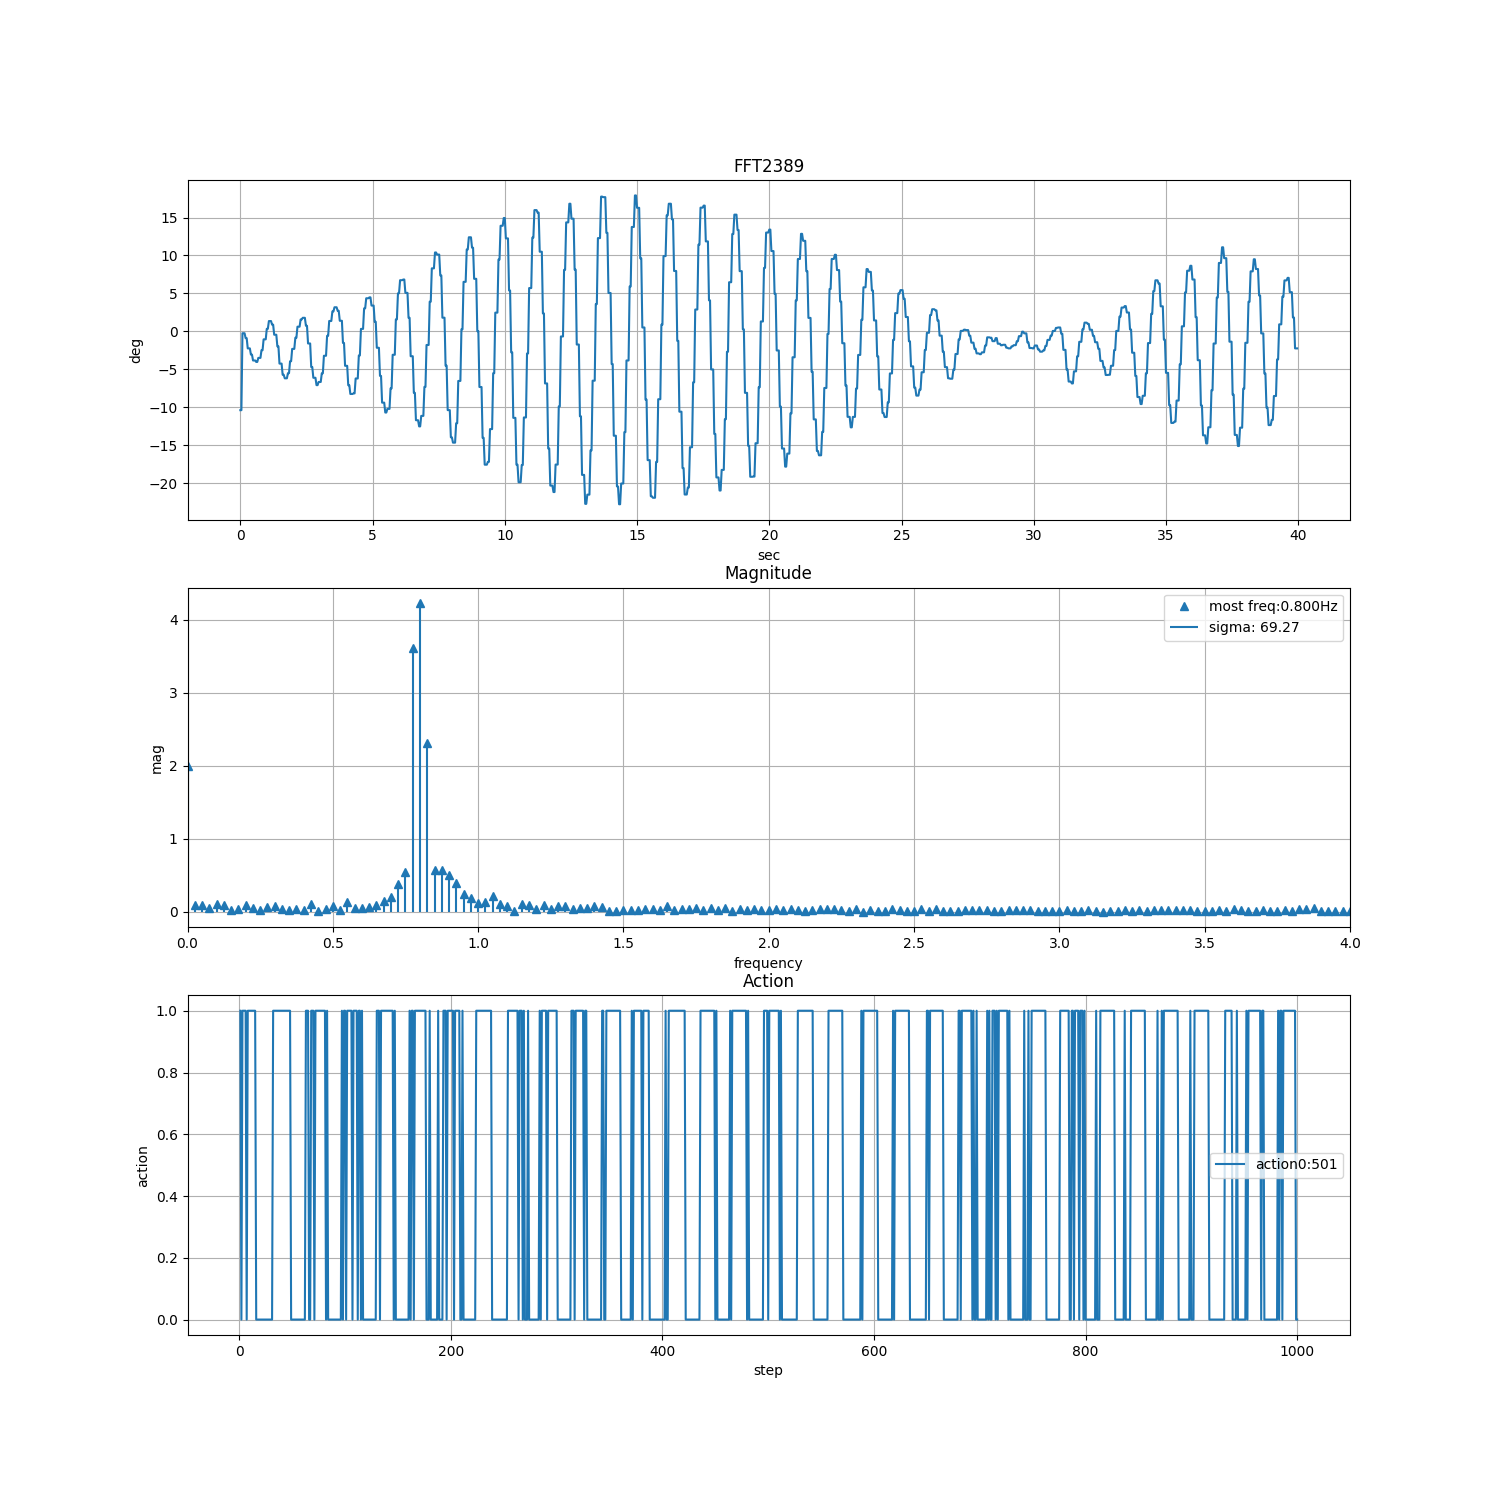 FFT2389
15
10
5
0
−5
−10
−15
−20
deg
0 5 10 15 20 25 30 35 40
sec
Magnitude
most freq:0.800Hz
sigma: 69.27
4
3
2
1
0
mag
0.0 0.5 1.0 1.5 2.0 2.5 3.0 3.5 4.0
frequency
Action
1.0
0.8
0.6
0.4
0.2
0.0
action
action0:501
0 200 400 600 800 1000
step